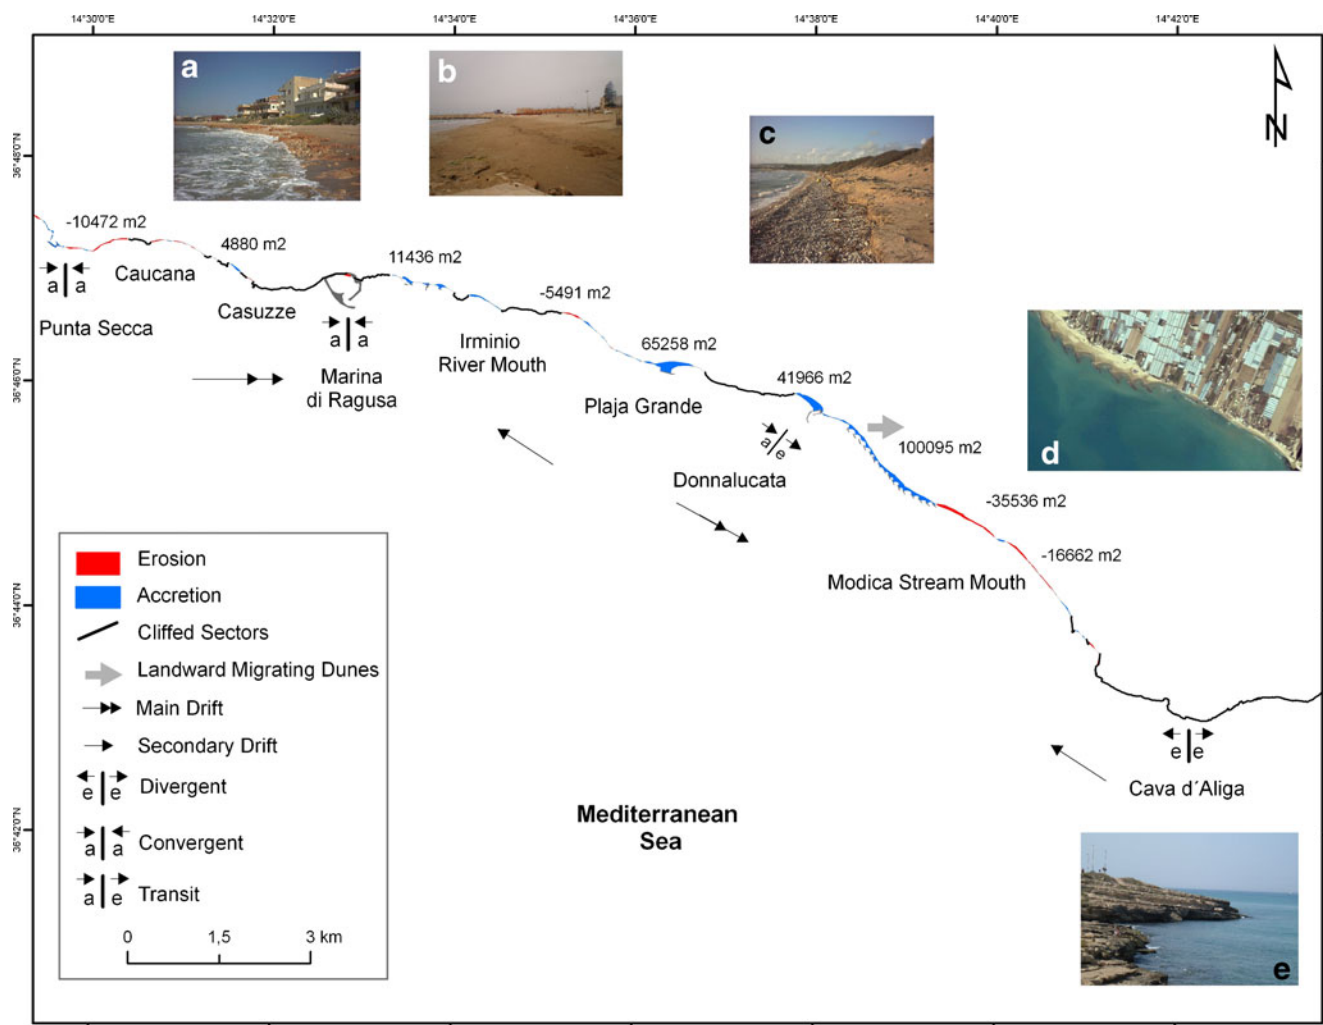 14°30'0"E
14°32'0"E
14°34'0"E
14°36'0"E
14°38'0"E
14°40'0"E
14°42'0"E
36°48'0"N
36°46'0"N
36°44'0"N
36°42'0"N
a
b
c
d
e
N
-10472 m2
4880 m2
11436 m2
-5491 m2
65258 m2
41966 m2
100095 m2
-35536 m2
-16662 m2
a a
Punta Secca
Caucana
Casuzze
a a
Marina
di Ragusa
Irminio
River Mouth
Plaja Grande
a e
Donnalucata
Modica Stream Mouth
e e
Cava d´Aliga
Mediterranean
Sea
Erosion
Accretion
Cliffed Sectors
Landward Migrating Dunes
Main Drift
Secondary Drift
e e Divergent
a a Convergent
a e Transit
0 1,5 3 km